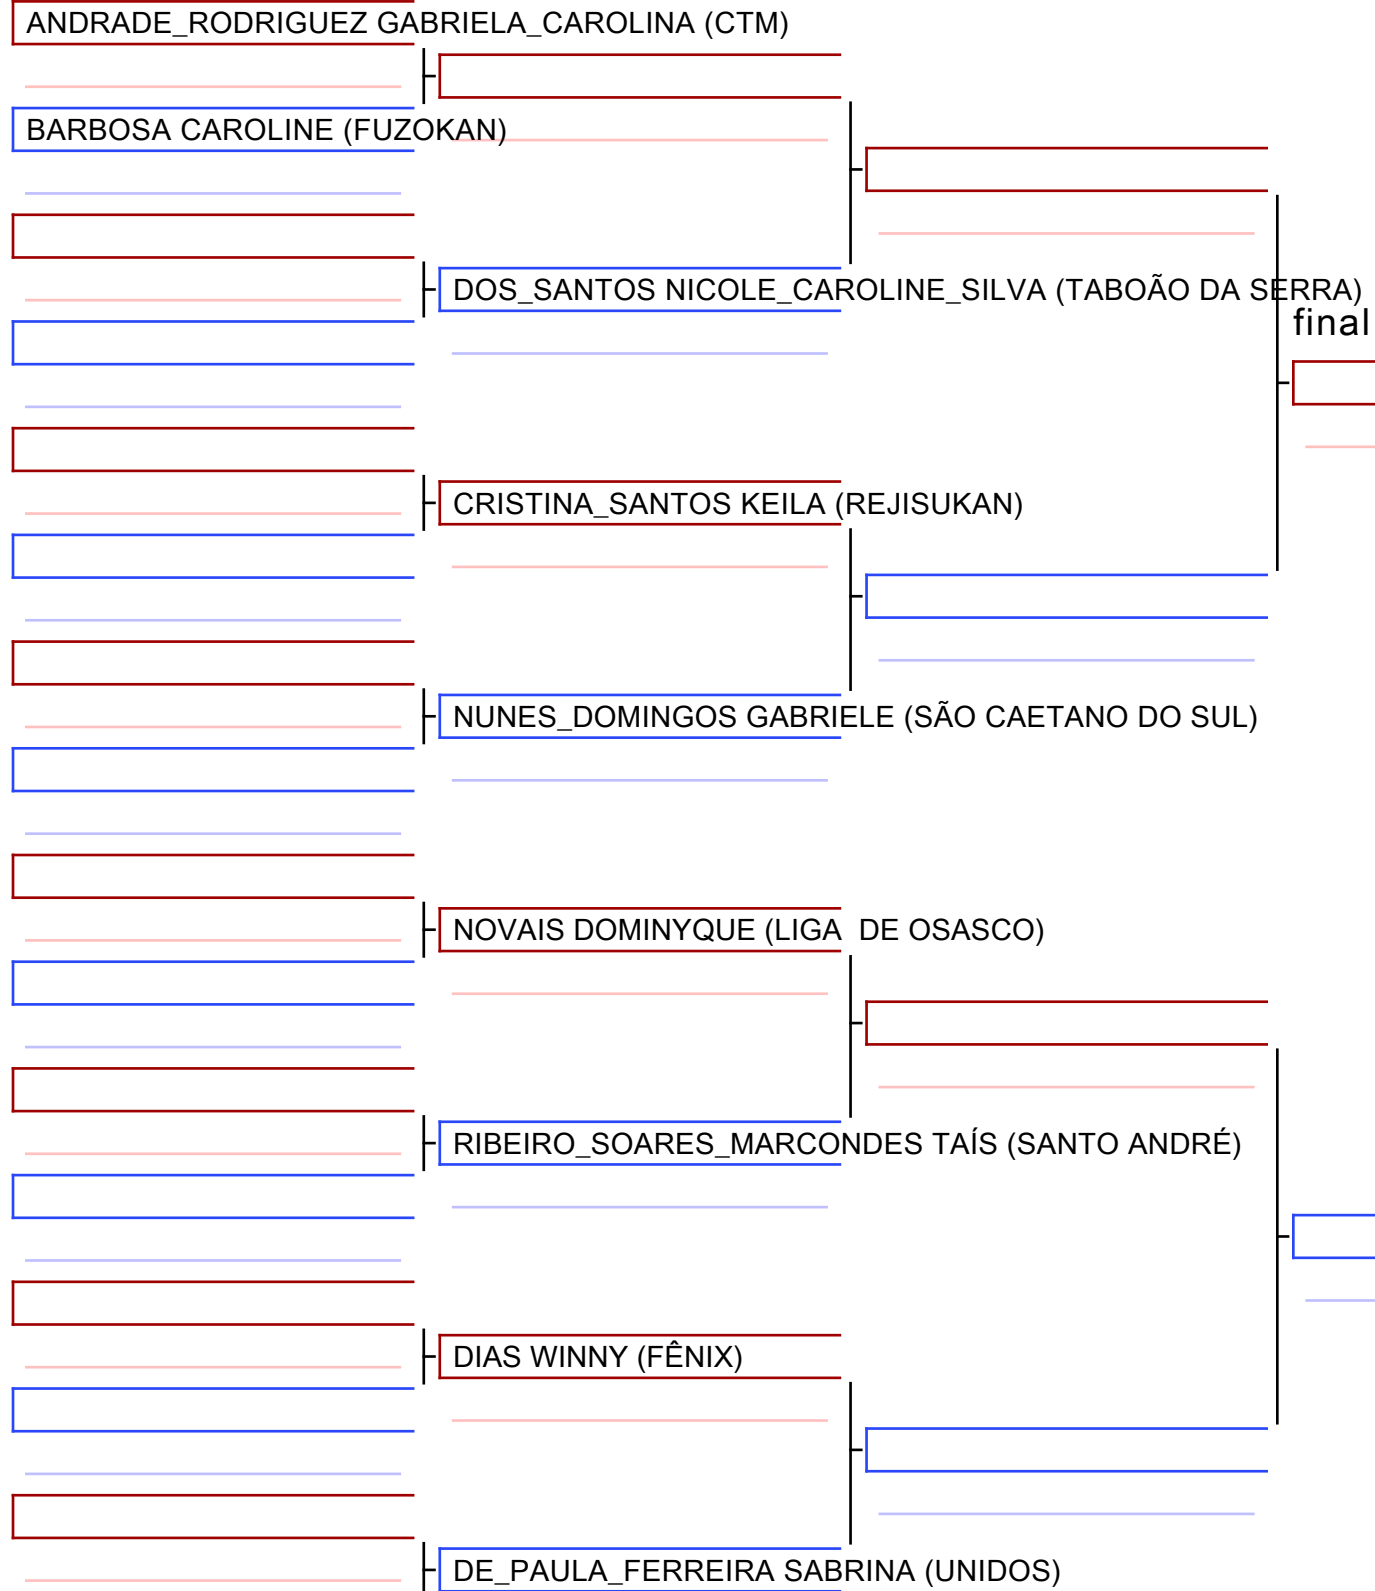 ANDRADE_RODRIGUEZ GABRIELA_CAROLINA (CTM)
BARBOSA CAROLINE (FUZOKAN)
DOS_SANTOS NICOLE_CAROLINE_SILVA (TABOÃO DA SERRA)
final
CRISTINA_SANTOS KEILA (REJISUKAN)
NUNES_DOMINGOS GABRIELE (SÃO CAETANO DO SUL)
NOVAIS DOMINYQUE (LIGA  DE OSASCO)
RIBEIRO_SOARES_MARCONDES TAÍS (SANTO ANDRÉ)
DIAS WINNY (FÊNIX)
DE_PAULA_FERREIRA SABRINA (UNIDOS)